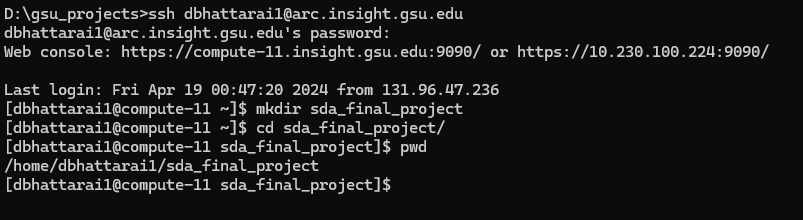 D:\gsu_projects>ssh dbhattarai1@arc.insight.gsu.edu
dbhattarai1@arc.insight.gsu.edu's password:
Web console: https://compute-11.insight.gsu.edu:9090/ or https://10.230.100.224:9090/

Last login: Fri Apr 19 00:47:20 2024 from 131.96.47.236
[dbhattarai1@compute-11 ~]$ mkdir sda_final_project
[dbhattarai1@compute-11 ~]$ cd sda_final_project/
[dbhattarai1@compute-11 sda_final_project]$ pwd
/home/dbhattarai1/sda_final_project
[dbhattarai1@compute-11 sda_final_project]$